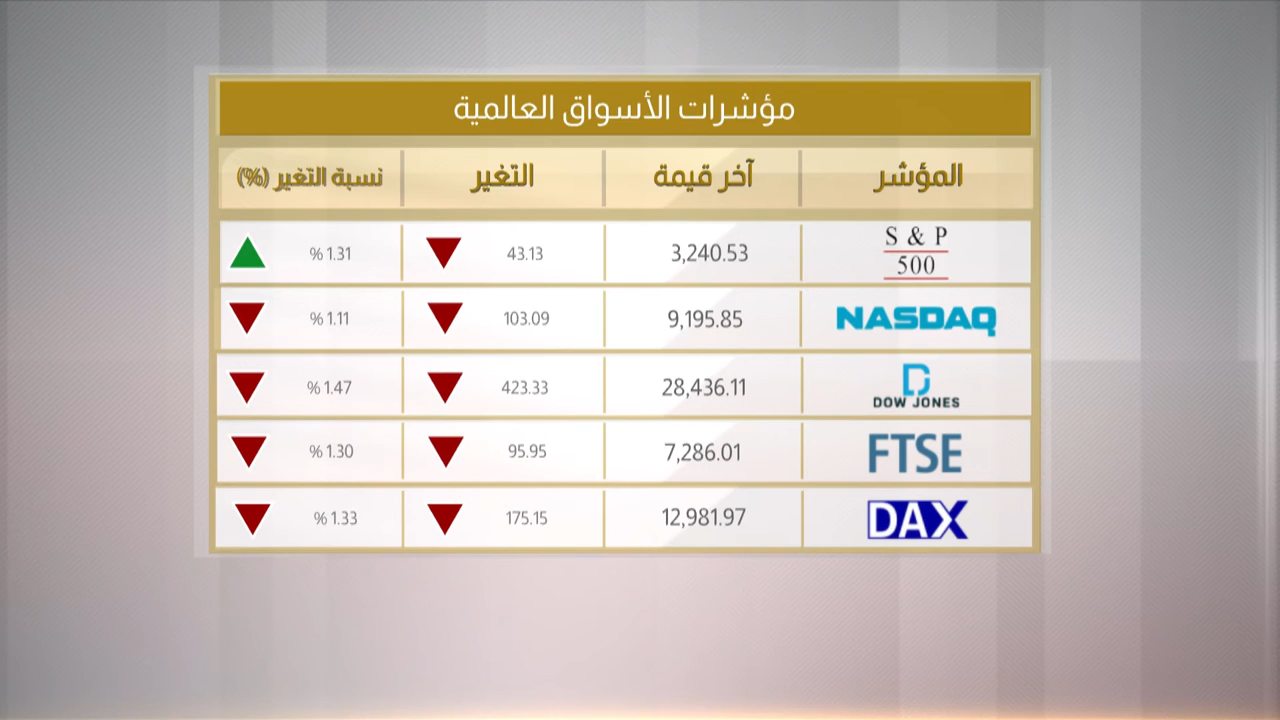 مؤشرات الأسواق العالمية
المؤشر آخر قيمة التغير نسبة التغير (%)
S & P
500
3,240.53 43.13 % 1.31
NASDAQ 9,195.85 103.09 % 1.11
DOW JONES 28,436.11 423.33 % 1.47
FTSE 7,286.01 95.95 % 1.30
DAX 12,981.97 175.15 % 1.33